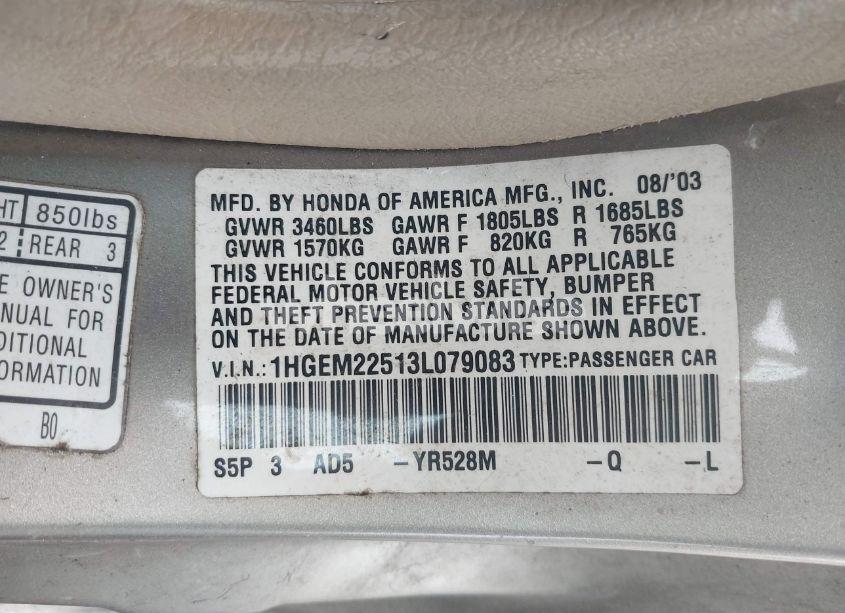 HT 850lbs
2 REAR 3
E OWNER'S
NUAL FOR
DITIONAL
FORMATION
B0
MFD. BY HONDA OF AMERICA MFG., INC. 08/'03
GVWR 3460LBS GAWR F 1805LBS R 1685LBS
GVWR 1570KG GAWR F 820KG R 765KG
THIS VEHICLE CONFORMS TO ALL APPLICABLE
FEDERAL MOTOR VEHICLE SAFETY, BUMPER
AND THEFT PREVENTION STANDARDS IN EFFECT
ON THE DATE OF MANUFACTURE SHOWN ABOVE.
V.I.N.: 1HGEM22513L079083 TYPE:PASSENGER CAR
S5P 3 AD5 -YR528M -Q -L